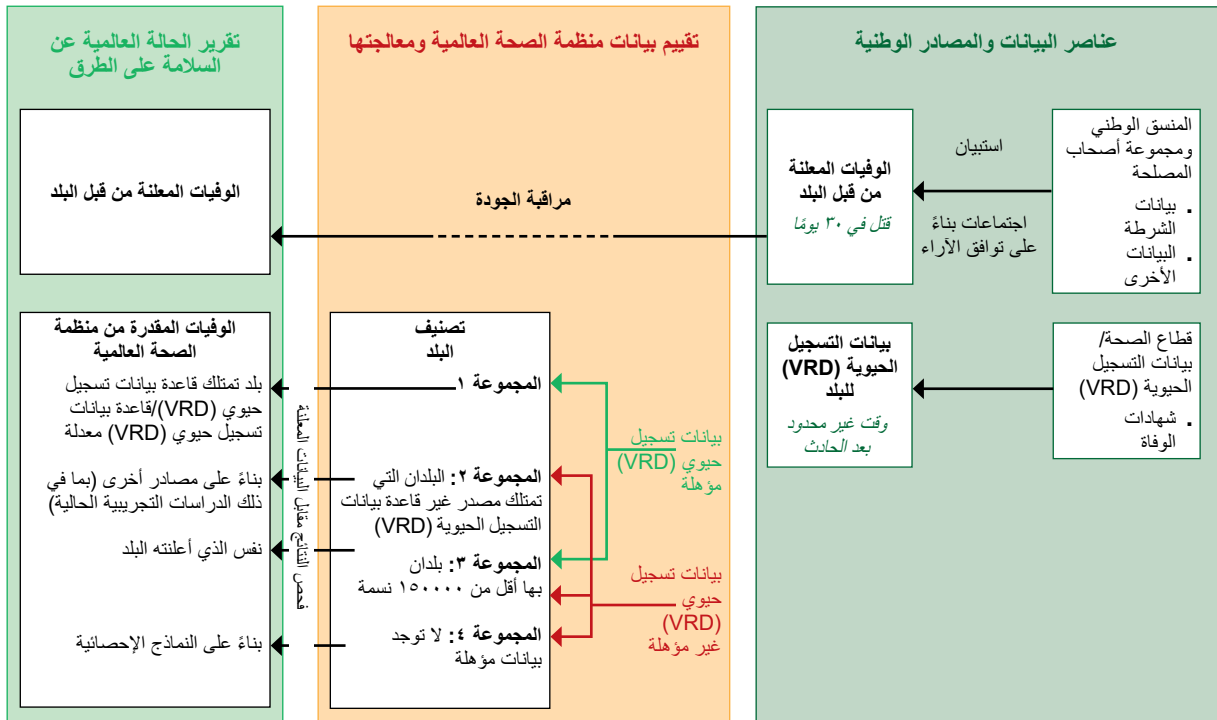 عناصر البيانات والمصادر الوطنية
المنسق الوطني
ومجموعة أصحاب
المصلحة
• بيانات
الشرطة
• البيانات
الأخرى
استبيان
اجتماعات بناءً
على توافق الآراء
الوفيات المعلنة
من قبل البلد
قتل في ٣٠ يومًا
قطاع الصحة/
بيانات التسجيل
الحيوية (VRD)
• شهادات
الوفاة
بيانات التسجيل
الحيوية (VRD)
للبلد
وقت غير محدود
بعد الحادث
تقييم بيانات منظمة الصحة العالمية ومعالجتها
مراقبة الجودة
بيانات تسجيل
حيوي (VRD)
مؤهلة
بيانات تسجيل
حيوي
(VRD)
غير مؤهلة
تصنيف
البلد
المجموعة ١
المجموعة ٢: البلدان التي
تمتلك مصدر غير قاعدة بيانات
التسجيل الحيوية (VRD)
المجموعة ٣: بلدان
بها أقل من ١٥٠٠٠٠ نسمة
المجموعة ٤: لا توجد
بيانات مؤهلة
فحص النتائج مقابل البيانات المعلنة
تقرير الحالة العالمية عن
السلامة على الطرق
الوفيات المعلنة من قبل البلد
الوفيات المقدرة من منظمة
الصحة العالمية
بلد تمتلك قاعدة بيانات تسجيل
حيوي (VRD)/قاعدة بيانات
تسجيل حيوي (VRD) معدلة
بناءً على مصادر أخرى (بما في
ذلك الدراسات التجريبية الحالية)
نفس الذي أعلنته البلد
بناءً على النماذج الإحصائية